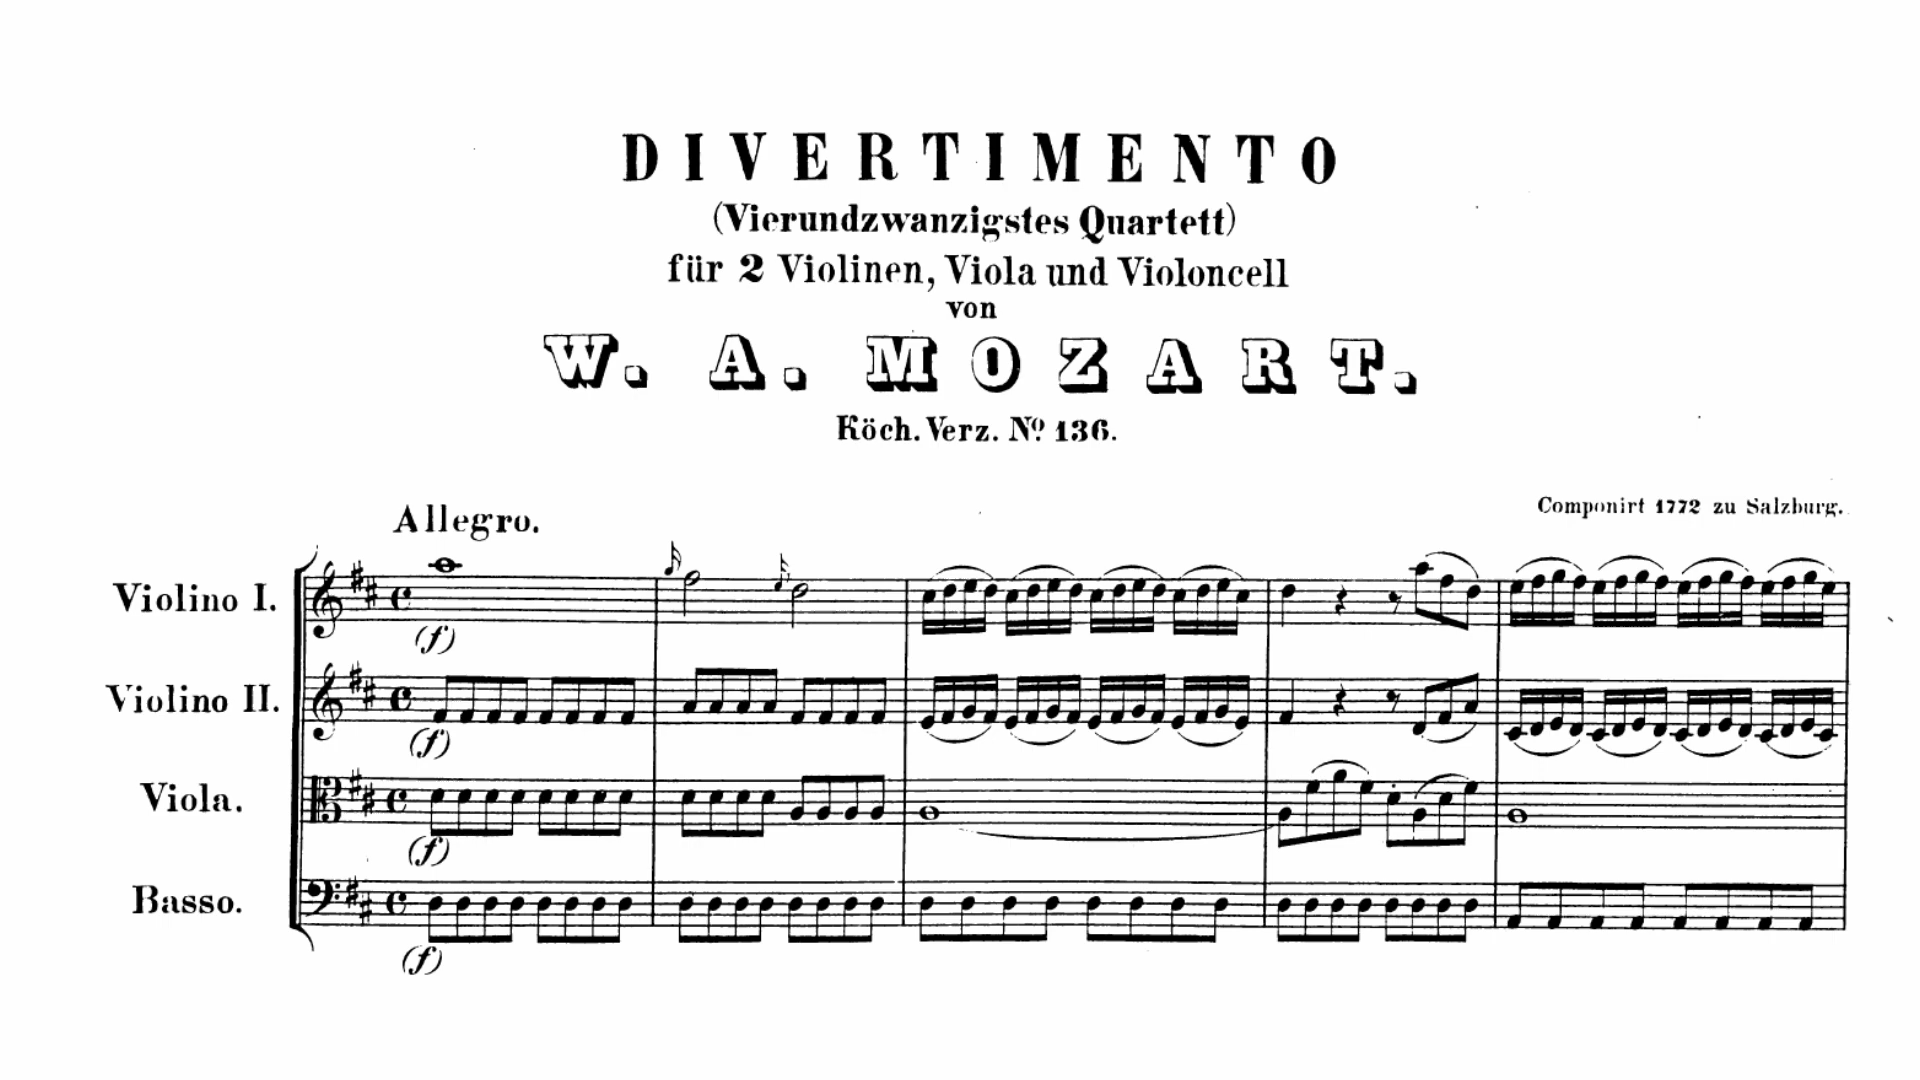 DIVERTIMENTO
(Vierundzwanzigstes Quartett)
für 2 Violinen, Viola und Violoncell
von
W. A. MOZART.
Köch. Verz. Nº 136.
Componirt 1772 zu Salzburg.
Allegro.
Violino I.
(f)
Violino II.
(f)
Viola.
(f)
Basso.
(f)